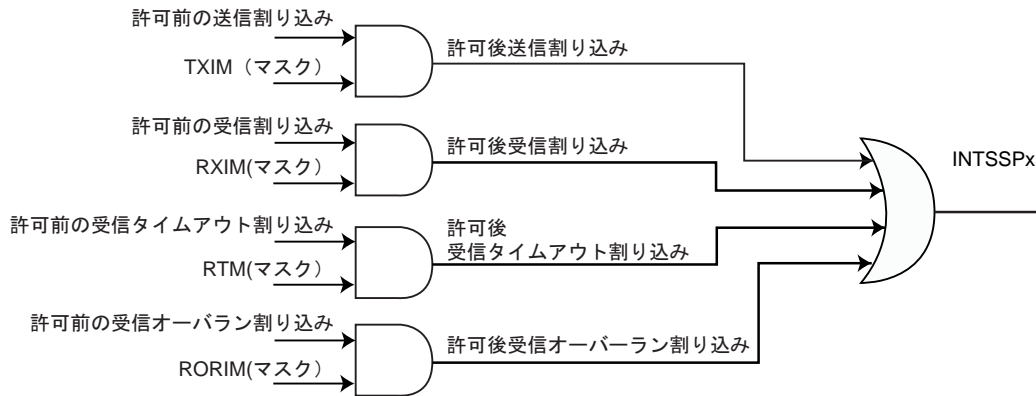 許可前の送信割り込み
TXIM（マスク）
許可後送信割り込み
許可前の受信割り込み
RXIM(マスク）
許可後受信割り込み
INTSSPx
許可前の受信タイムアウト割り込み
RTM(マスク）
許可後
受信タイムアウト割り込み
許可前の受信オーバラン割り込み
RORIM(マスク）
許可後受信オーバーラン割り込み